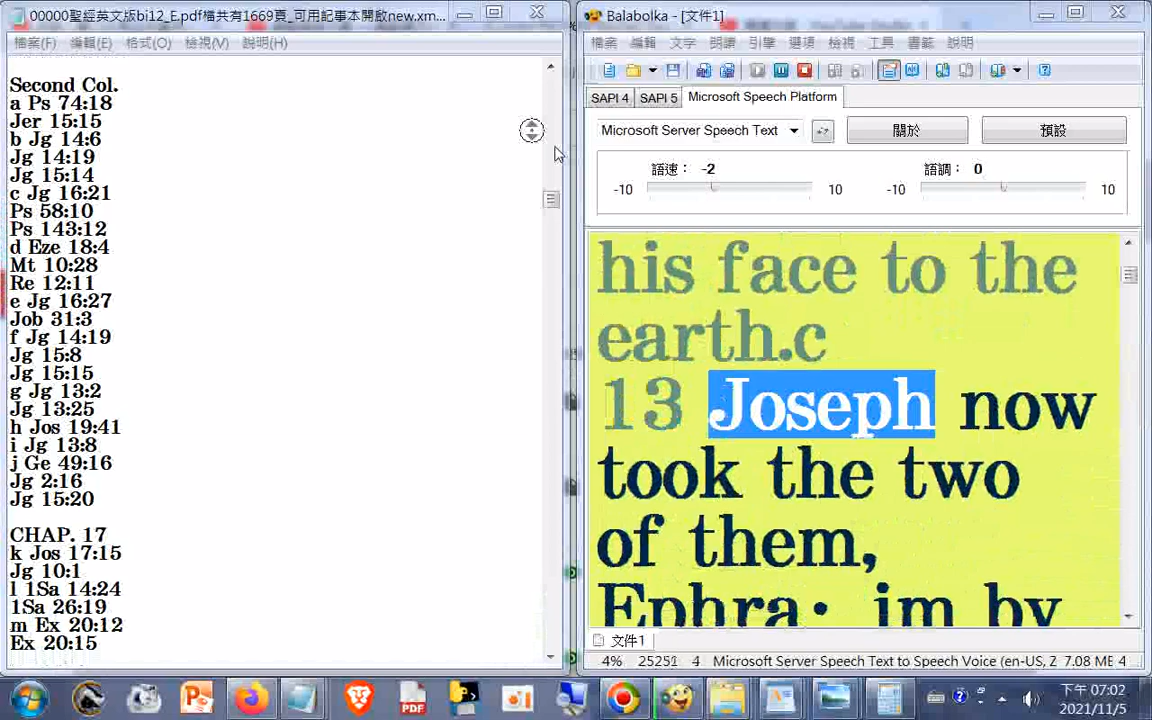 00000聖經英文版bi12_E.pdf檔共有1669頁_可用記事本開啟new.xm...
檔案(F) 編輯(E) 格式(O) 檢視(V) 說明(H)
Second Col.
a Ps 74:18
Jer 15:15
b Jg 14:6
Jg 14:19
Jg 15:14
c Jg 16:21
Ps 58:10
Ps 143:12
d Eze 18:4
Mt 10:28
Re 12:11
e Jg 16:27
Job 31:3
f Jg 14:19
Jg 15:8
Jg 15:15
g Jg 13:2
Jg 13:25
h Jos 19:41
i Jg 13:8
j Ge 49:16
Jg 2:16
Jg 15:20
CHAP. 17
k Jos 17:15
Jg 10:1
l 1Sa 14:24
1Sa 26:19
m Ex 20:12
Ex 20:15
Balabolka - [文件1]
檔案 編輯 文字 朗讀 引擎 選項 檢視 工具 書籤 說明
SAPI 4 SAPI 5 Microsoft Speech Platform
Microsoft Server Speech Text 關於 預設
語速： -2 語調： 0
-10 10 -10 10
his face to the
earth.c
13 Joseph now
took the two
of them,
Ephra· im by
文件1
4% 25251 4 Microsoft Server Speech Text to Speech Voice (en-US, Z 7.08 ME 4
PDF
下午 07:02
2021/11/5